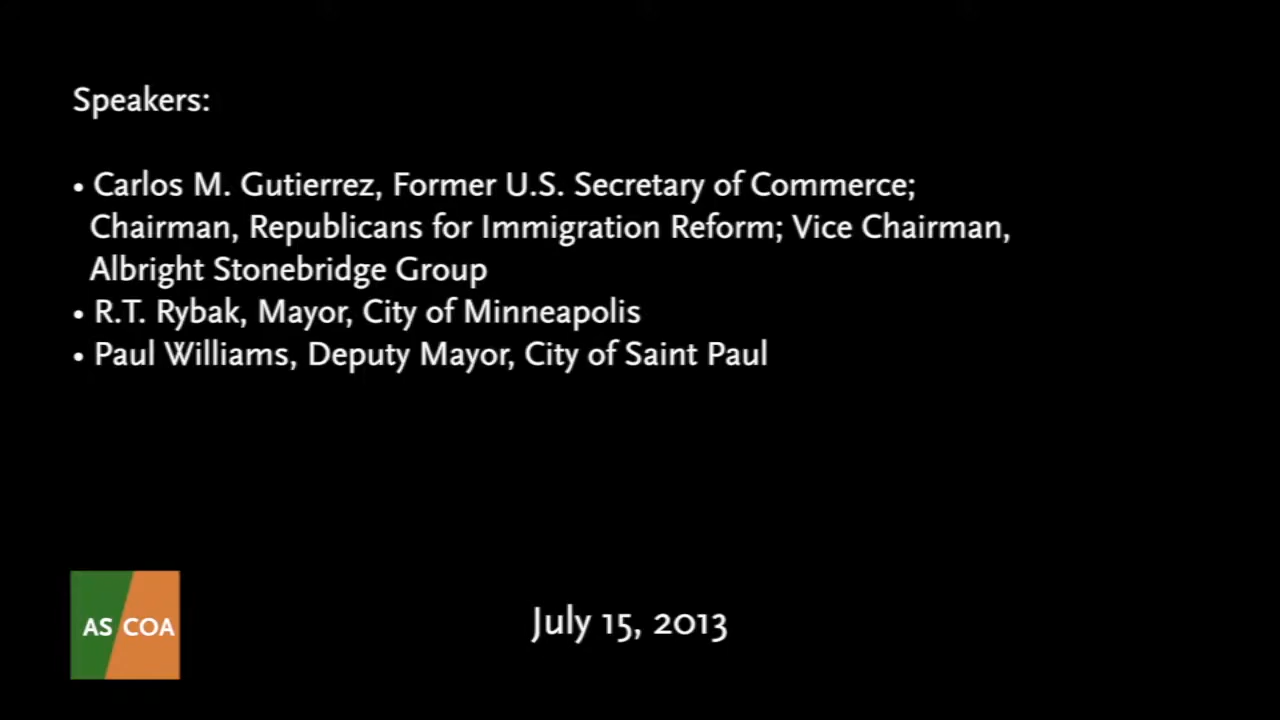 Speakers:
• Carlos M. Gutierrez, Former U.S. Secretary of Commerce;
Chairman, Republicans for Immigration Reform; Vice Chairman,
Albright Stonebridge Group
• R.T. Rybak, Mayor, City of Minneapolis
• Paul Williams, Deputy Mayor, City of Saint Paul
AS COA
July 15, 2013